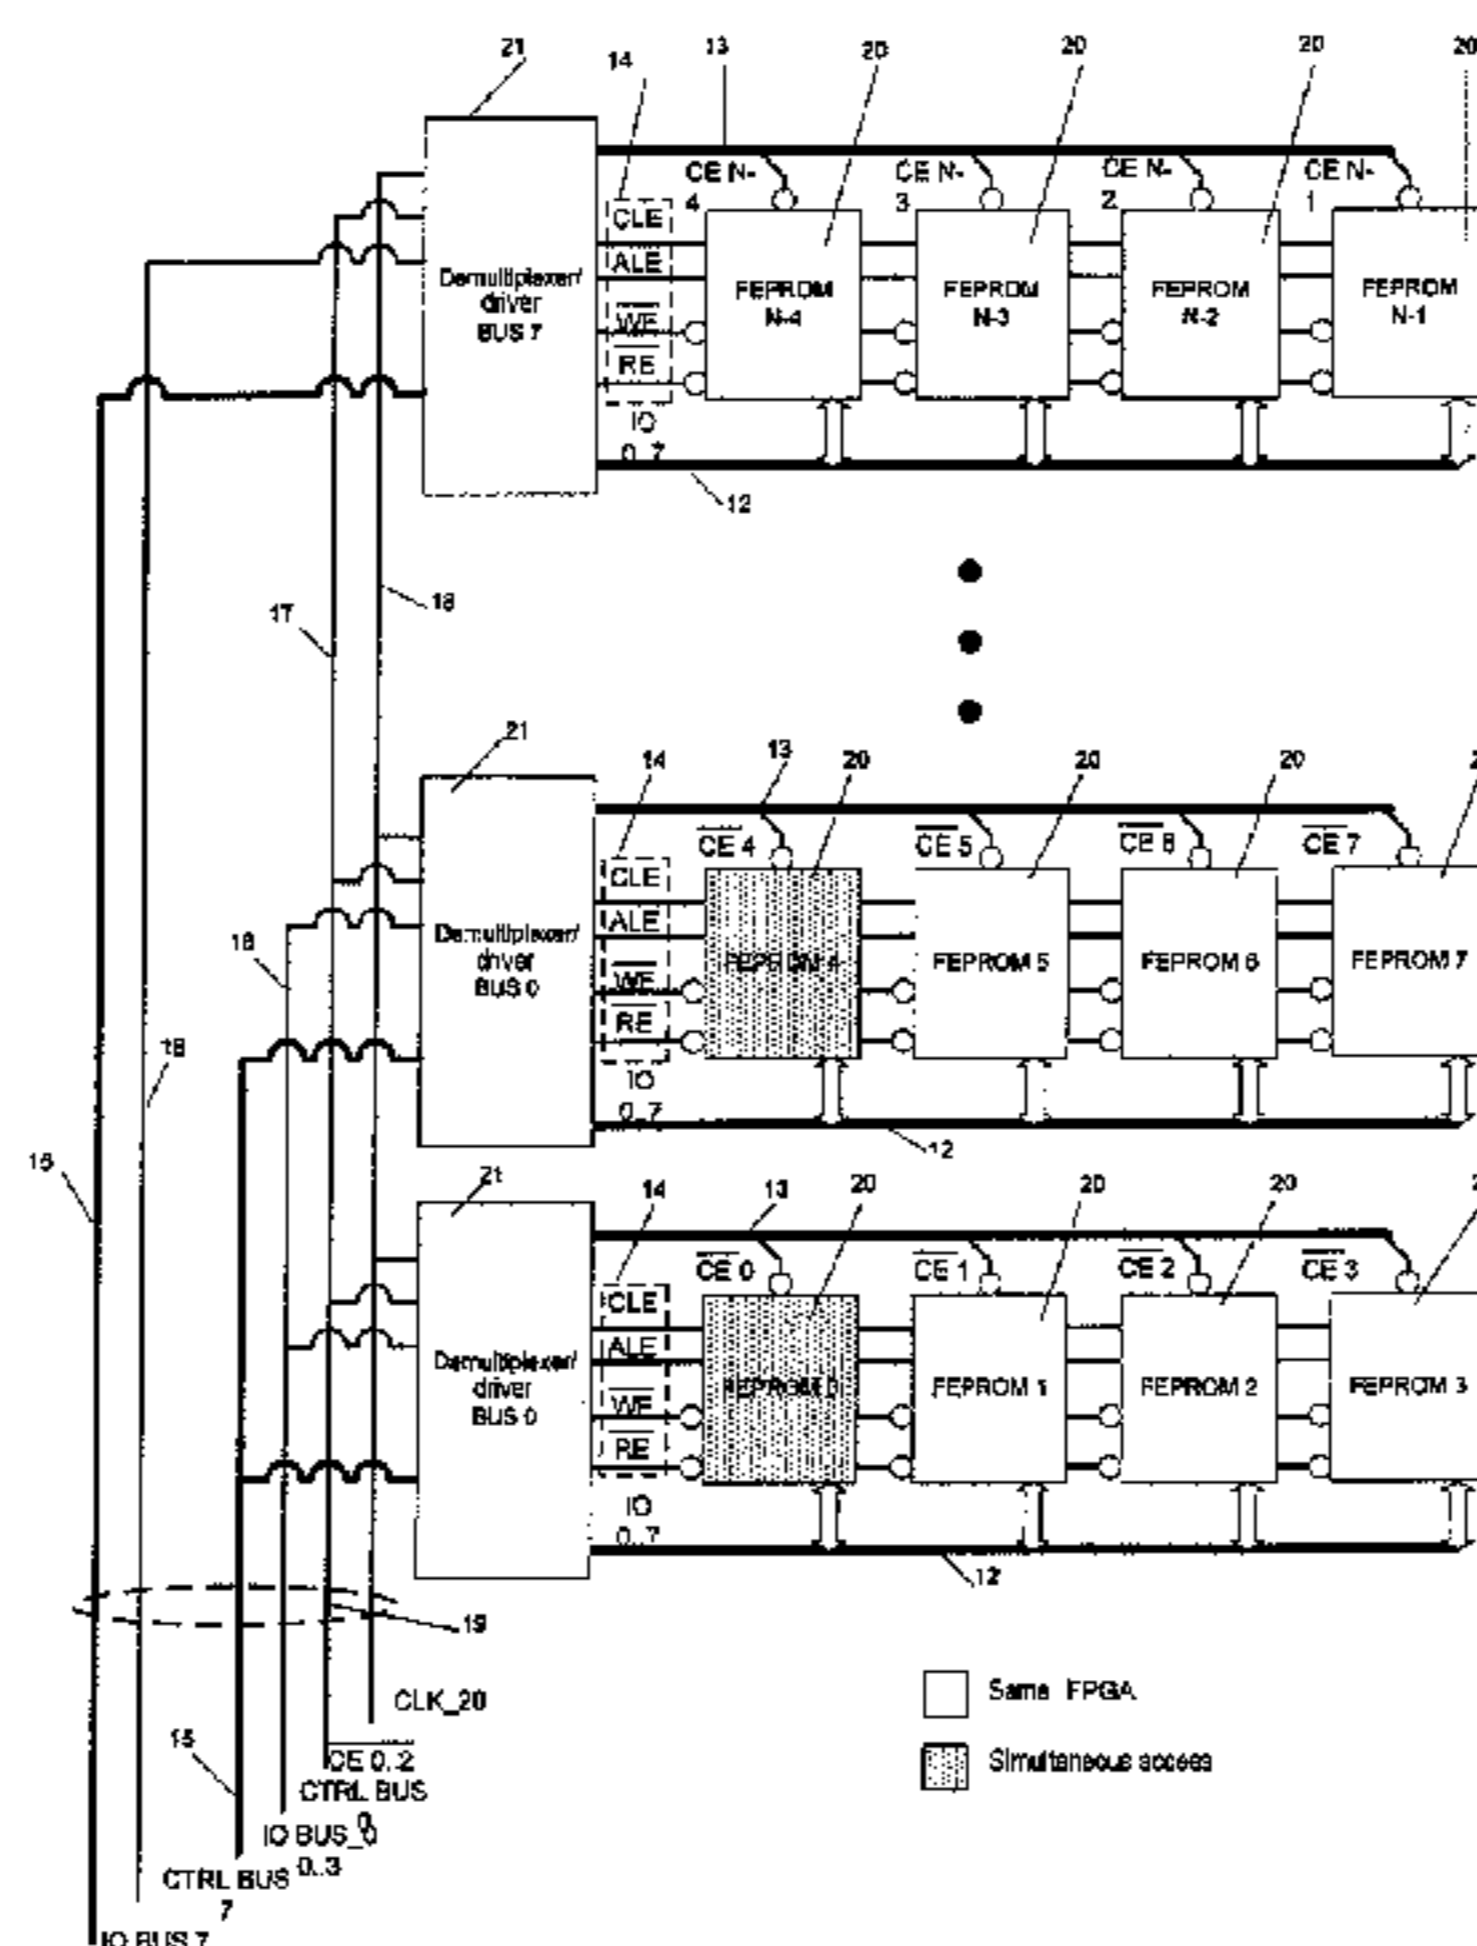 21
14
13
20
20
20
20
CE N-
4
CE N-
3
CE N-
2
CE N-
1
CLE
ALE
WE
RE
IO
0..7
Demultiplexer/
driver
BUS 7
FEPROM
N-4
FEPROM
N-3
FEPROM
N-2
FEPROM
N-1
12
17
18
21
14
13
20
20
20
CE 4
CE 5
CE 6
CE 7
CLE
ALE
WE
RE
IO
0..7
Demultiplexer/
driver
BUS 0
FEPROM 4
FEPROM 5
FEPROM 6
FEPROM 7
16
16
12
15
21
14
13
20
20
20
CE 0
CE 1
CE 2
CE 3
CLE
ALE
WE
RE
IO
0..7
Demultiplexer/
driver
BUS 0
FEPROM 0
FEPROM 1
FEPROM 2
FEPROM 3
12
19
CLK_20
Same FPGA
Simultaneous access
15
CE 0..2
CTRL BUS
0
IO BUS_0
0..3
CTRL BUS
7
IO BUS 7